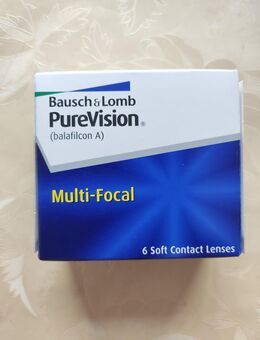 Bausch & Lomb
PureVision®
(balafilcon A)
Multi-Focal
6 Soft Contact Lenses